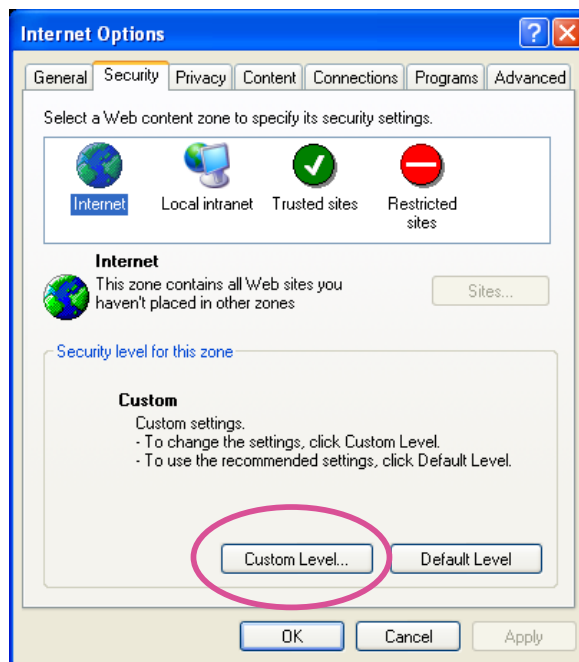 Internet Options
General Security Privacy Content Connections Programs Advanced
Select a Web content zone to specify its security settings.
Internet Local intranet Trusted sites Restricted
sites
Internet
This zone contains all Web sites you
haven't placed in other zones
Sites...
Security level for this zone
Custom
Custom settings.
- To change the settings, click Custom Level.
- To use the recommended settings, click Default Level.
Custom Level... Default Level
OK Cancel Apply